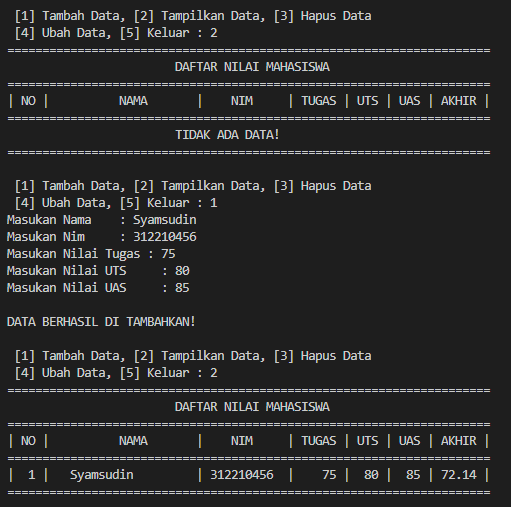 [1] Tambah Data, [2] Tampilkan Data, [3] Hapus Data
[4] Ubah Data, [5] Keluar : 2
=====================================================================
DAFTAR NILAI MAHASISWA
=====================================================================
| NO |          NAMA       |    NIM      | TUGAS | UTS | UAS | AKHIR |
=====================================================================
TIDAK ADA DATA!
=====================================================================
[1] Tambah Data, [2] Tampilkan Data, [3] Hapus Data
[4] Ubah Data, [5] Keluar : 1
Masukan Nama    : Syamsudin
Masukan Nim     : 312210456
Masukan Nilai Tugas : 75
Masukan Nilai UTS     : 80
Masukan Nilai UAS     : 85
DATA BERHASIL DI TAMBAHKAN!
[1] Tambah Data, [2] Tampilkan Data, [3] Hapus Data
[4] Ubah Data, [5] Keluar : 2
=====================================================================
DAFTAR NILAI MAHASISWA
=====================================================================
| NO |          NAMA       |    NIM      | TUGAS | UTS | UAS | AKHIR |
=====================================================================
|  1 |   Syamsudin         | 312210456  |    75 |  80 |  85 | 72.14 |
=====================================================================